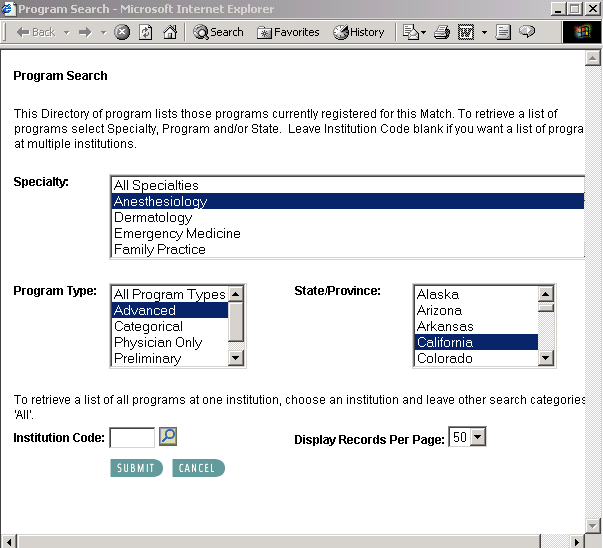 Program Search - Microsoft Internet Explorer
Back Search Favorites History
Program Search
This Directory of program lists those programs currently registered for this Match. To retrieve a list of
programs select Specialty, Program and/or State. Leave Institution Code blank if you want a list of progra
at multiple institutions.
Specialty:
All Specialties
Anesthesiology
Dermatology
Emergency Medicine
Family Practice
Program Type:
All Program Types
Advanced
Categorical
Physician Only
Preliminary
State/Province:
Alaska
Arizona
Arkansas
California
Colorado
To retrieve a list of all programs at one institution, choose an institution and leave other search categories
'All'.
Institution Code:
Display Records Per Page: 50
SUBMIT CANCEL